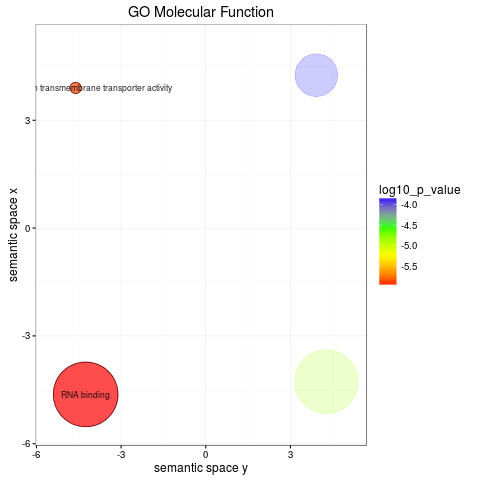 GO Molecular Function
transmembrane transporter activity
RNA binding
3
0
-3
-6
-6
-3
0
3
semantic space x
semantic space y
log10_p_value
-4.0
-4.5
-5.0
-5.5